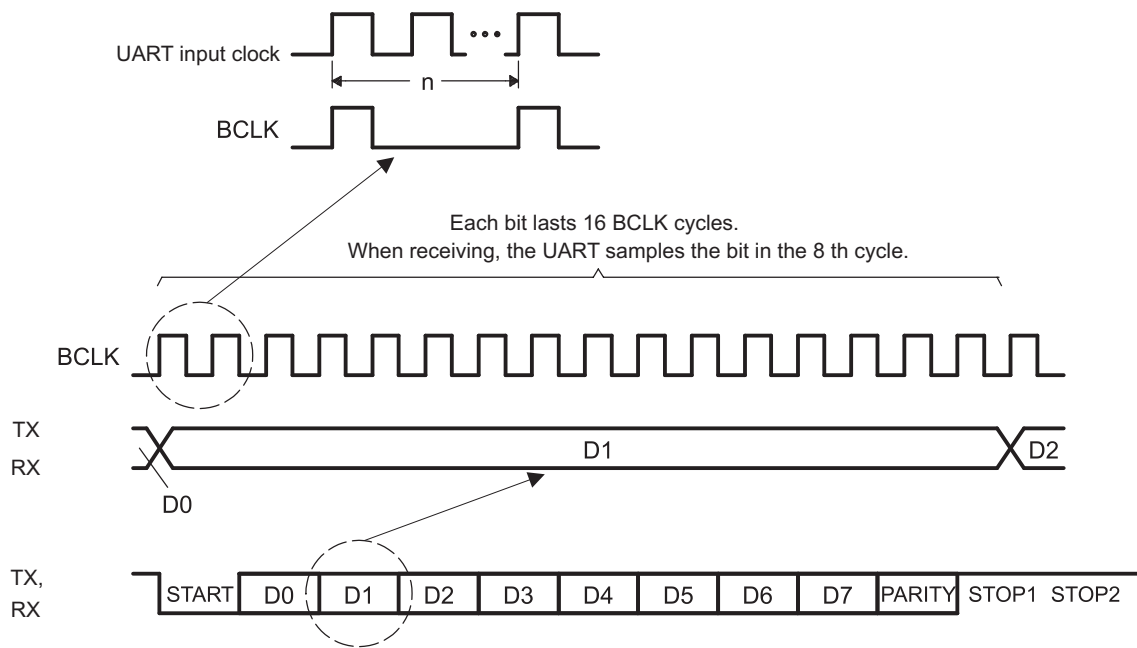 UART input clock
n
BCLK
Each bit lasts 16 BCLK cycles.
When receiving, the UART samples the bit in the 8 th cycle.
BCLK
TX
RX
D1
D2
D0
TX,
RX
START D0 D1 D2 D3 D4 D5 D6 D7 PARITY STOP1 STOP2